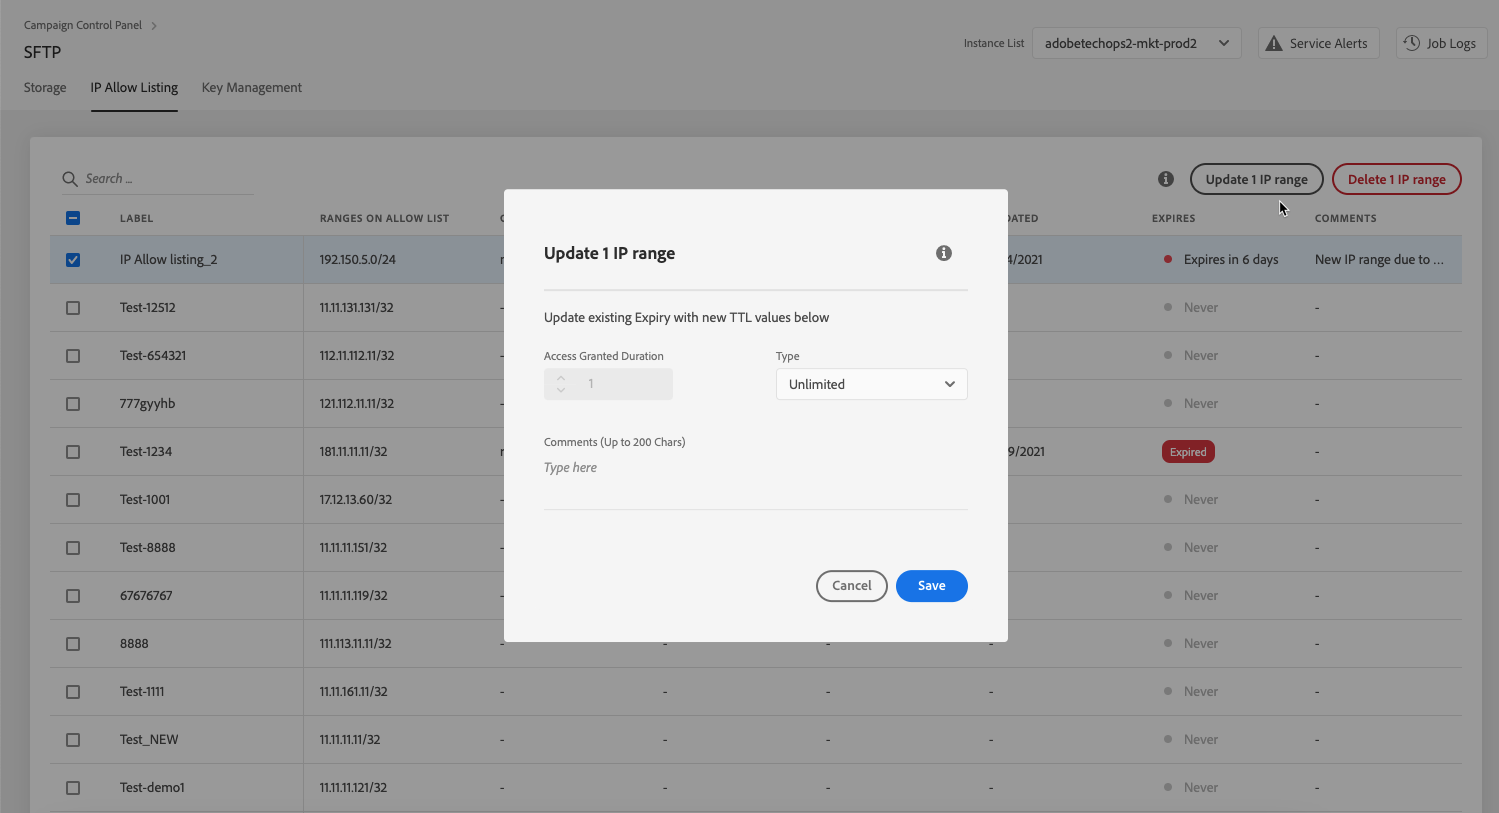 Campaign Control Panel
SFTP
Instance List adobetechops2-mkt-prod2 Service Alerts Job Logs
Storage IP Allow Listing Key Management
Search ...
Update 1 IP range Delete 1 IP range
LABEL RANGES ON ALLOW LIST EXPIRES COMMENTS
IP Allow listing_2 192.150.5.0/24 4/2021 Expires in 6 days New IP range due to ...
Test-12512 11.11.131.131/32 - Never -
Test-654321 112.11.112.11/32 - Never -
777gyyhb 121.112.11.11/32 - Never -
Test-1234 181.11.11.11/32 9/2021 Expired -
Test-1001 17.12.13.60/32 - Never -
Test-8888 11.11.11.151/32 - Never -
67676767 11.11.11.119/32 - Never -
8888 111.113.11.11/32 - - - - Never -
Test-1111 11.11.161.11/32 - - - - Never -
Test_NEW 11.11.11.11/32 - - - - Never -
Test-demo1 11.11.11.121/32 - - - - Never -
Update 1 IP range
Update existing Expiry with new TTL values below
Access Granted Duration Type
1 Unlimited
Comments (Up to 200 Chars)
Type here
Cancel Save